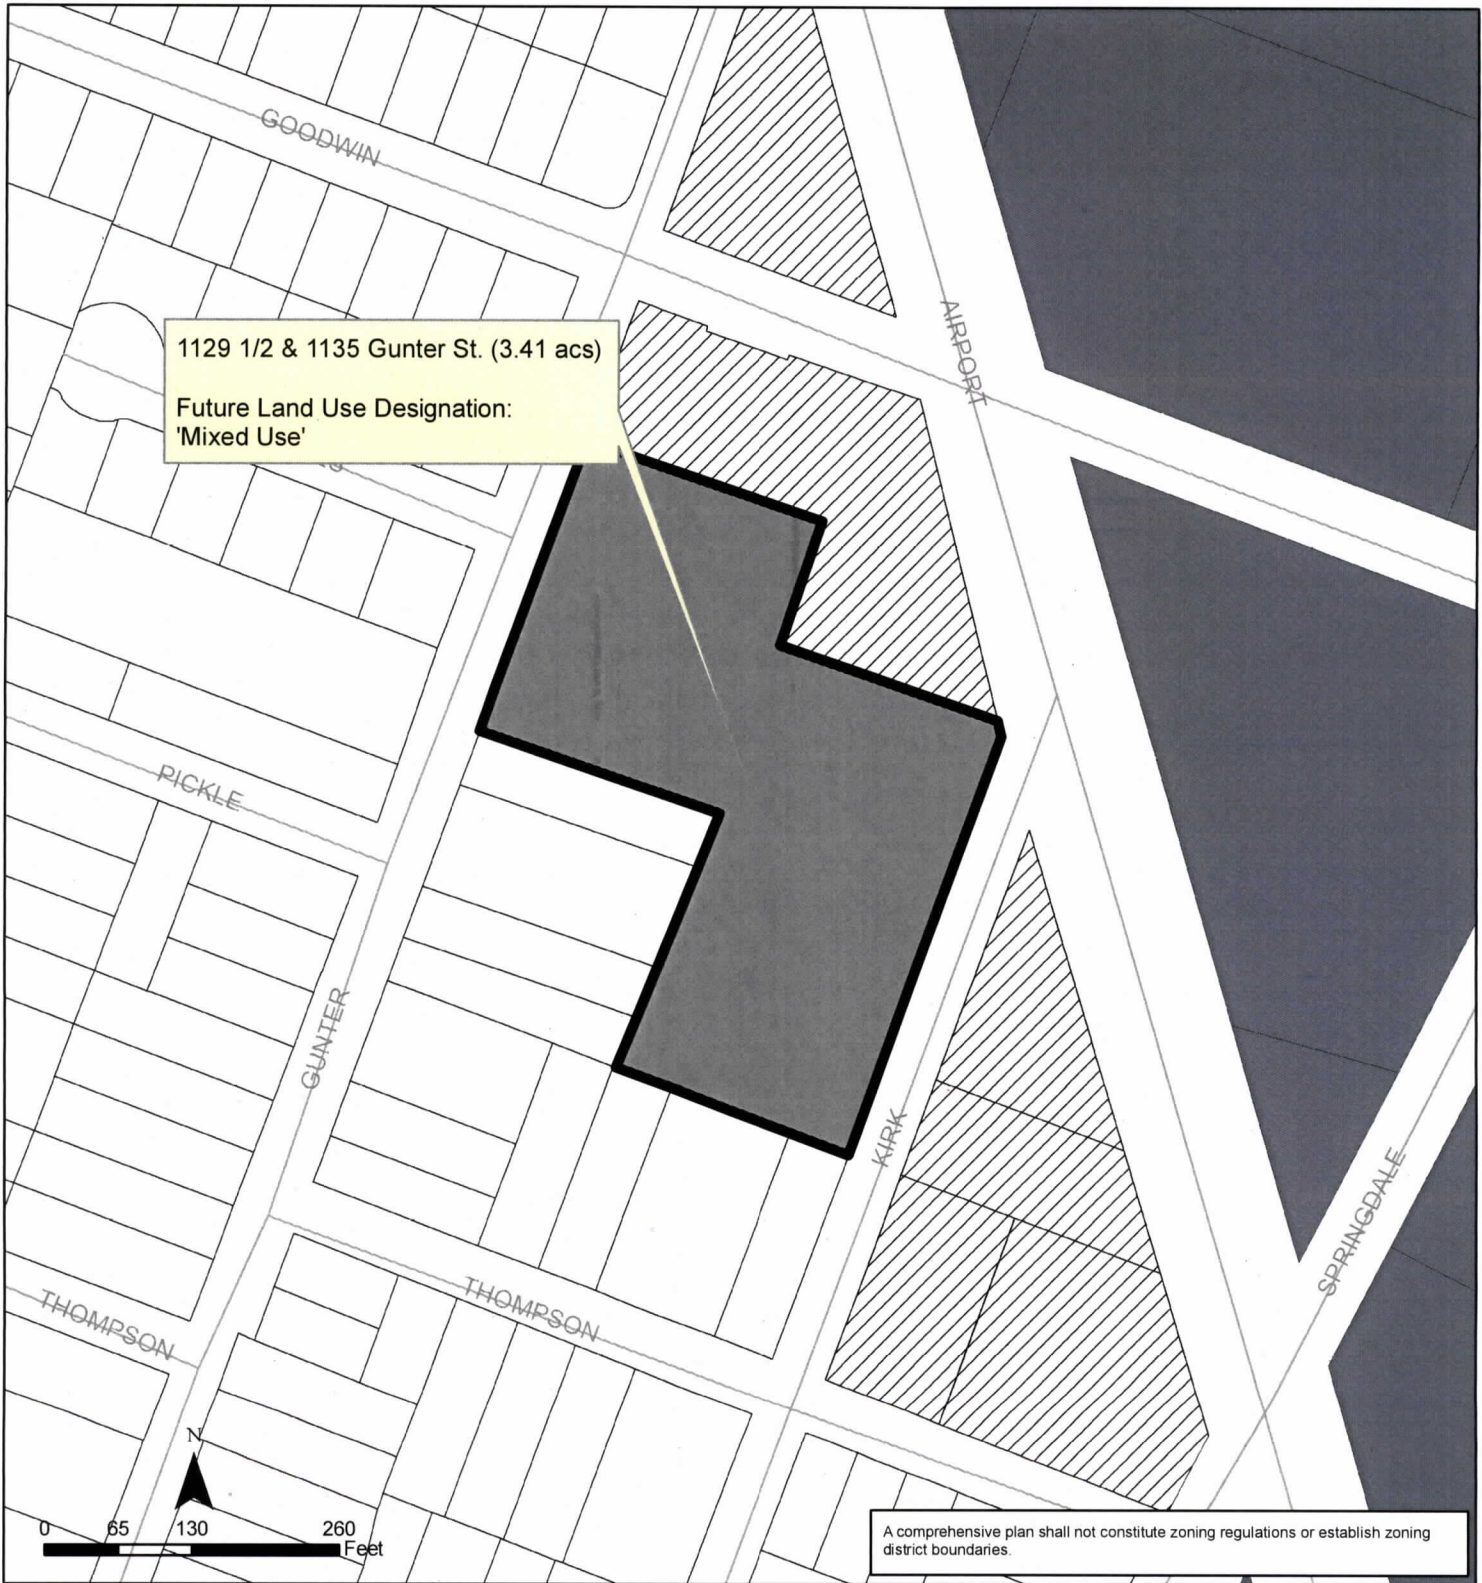 GOODWIN
AIRPORT
1129 1/2 & 1135 Gunter St. (3.41 acs)
Future Land Use Designation:
'Mixed Use'
PICKLE
GUNTER
KIRK
SPRINGDALE
THOMPSON
THOMPSON
N
0 65 130 260
Feet
A comprehensive plan shall not constitute zoning regulations or establish zoning
district boundaries.